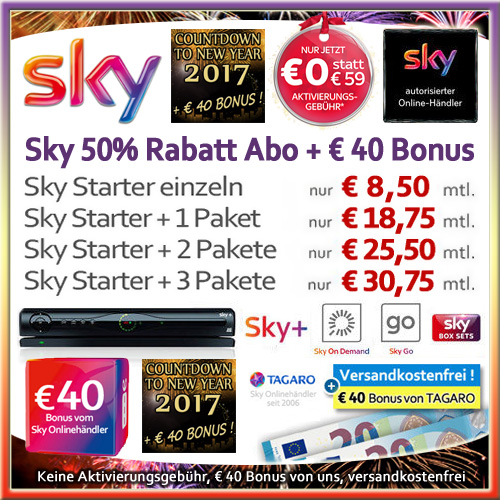 sky
COUNTDOWN
TO NEW YEAR
2017
+ € 40 BONUS !
NUR JETZT
€0 statt
€ 59
AKTIVIERUNGS-
GEBÜHR*
sky
autorisierter
Online-Händler
Sky 50% Rabatt Abo + € 40 Bonus
Sky Starter einzeln nur € 8,50 mtl.
Sky Starter + 1 Paket nur € 18,75 mtl.
Sky Starter + 2 Pakete nur € 25,50 mtl.
Sky Starter + 3 Pakete nur € 30,75 mtl.
sky+
Sky+
Sky On Demand
go
Sky Go
sky
BOX SETS
€40
Bonus vom
Sky Onlinehändler
COUNTDOWN
TO NEW YEAR
2017
+ € 40 BONUS !
TAGARO
Sky Onlinehändler
seit 2006
Versandkostenfrei !
+ € 40 Bonus von TAGARO
20
20
Keine Aktivierungsgebühr, € 40 Bonus von uns, versandkostenfrei